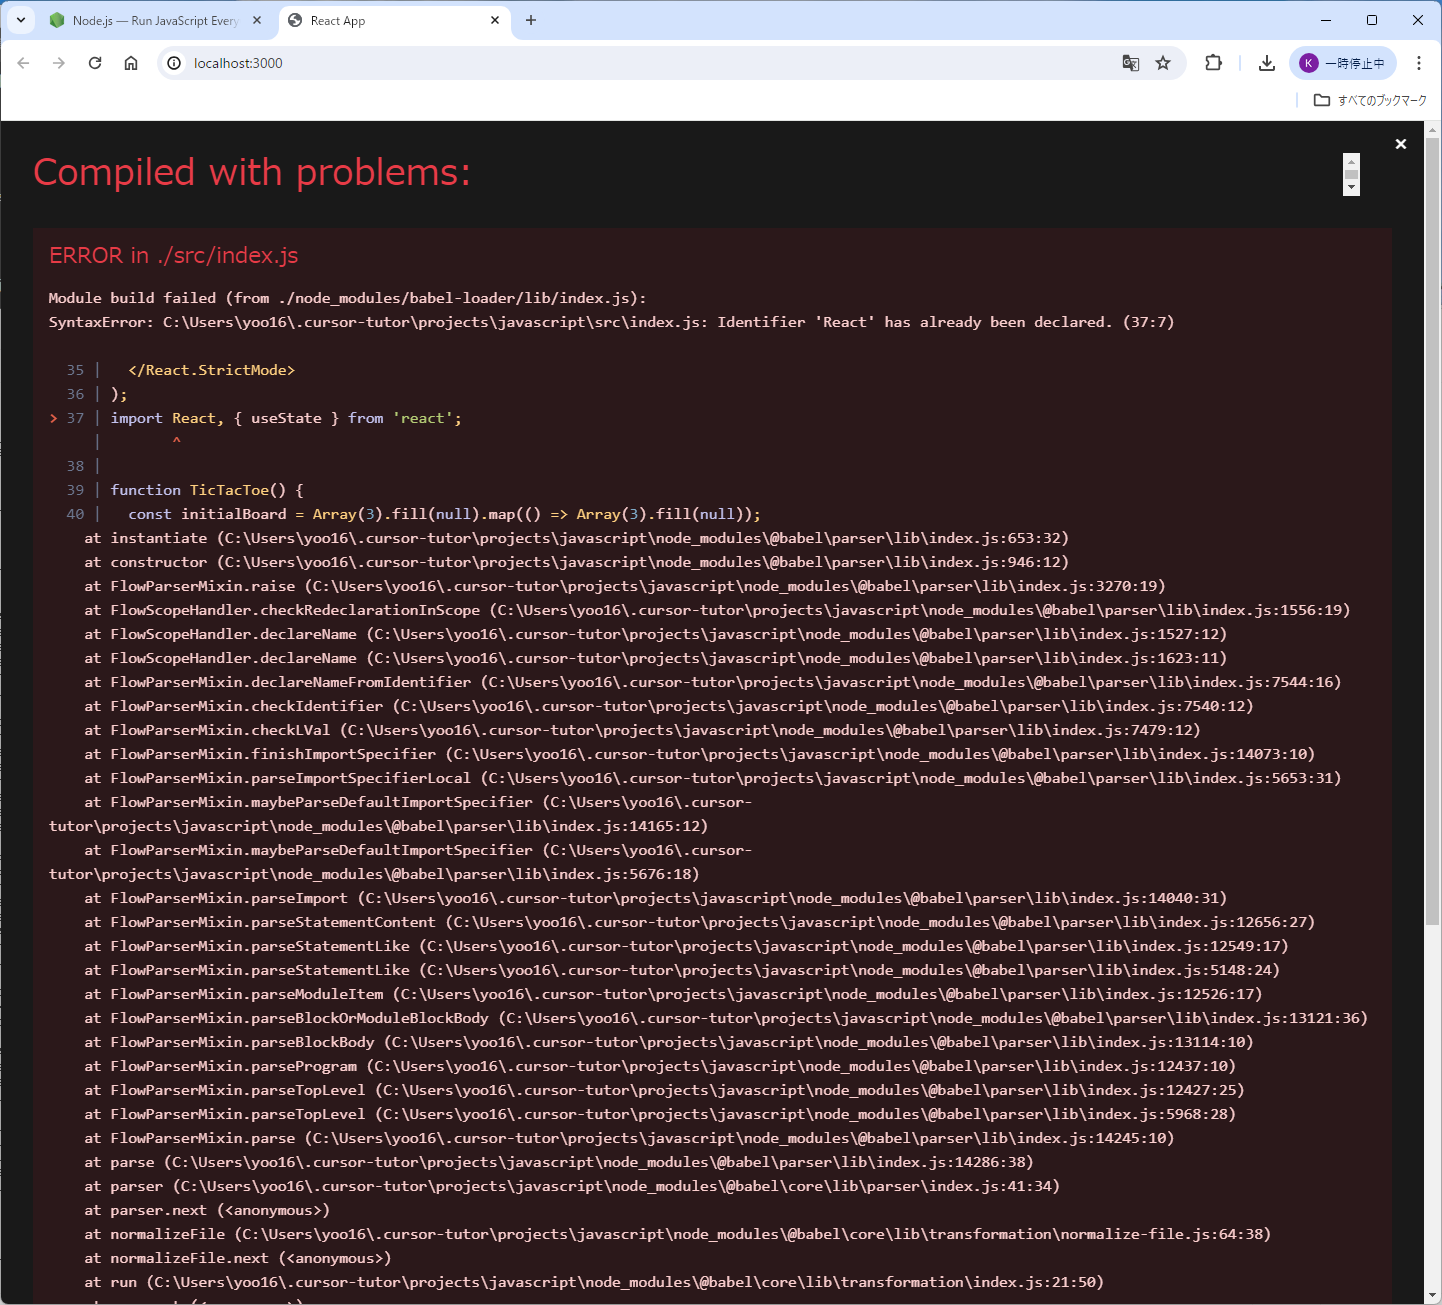 Node.js — Run JavaScript Every
React App
localhost:3000
K 一時停止中
すべてのブックマーク
Compiled with problems:
ERROR in ./src/index.js
Module build failed (from ./node_modules/babel-loader/lib/index.js):
SyntaxError: C:\Users\yoo16\.cursor-tutor\projects\javascript\src\index.js: Identifier 'React' has already been declared. (37:7)
35 |   </React.StrictMode>
36 | );
> 37 | import React, { useState } from 'react';
|        ^
38 |
39 | function TicTacToe() {
40 |   const initialBoard = Array(3).fill(null).map(() => Array(3).fill(null));
at instantiate (C:\Users\yoo16\.cursor-tutor\projects\javascript\node_modules\@babel\parser\lib\index.js:653:32)
at constructor (C:\Users\yoo16\.cursor-tutor\projects\javascript\node_modules\@babel\parser\lib\index.js:946:12)
at FlowParserMixin.raise (C:\Users\yoo16\.cursor-tutor\projects\javascript\node_modules\@babel\parser\lib\index.js:3270:19)
at FlowScopeHandler.checkRedeclarationInScope (C:\Users\yoo16\.cursor-tutor\projects\javascript\node_modules\@babel\parser\lib\index.js:1556:19)
at FlowScopeHandler.declareName (C:\Users\yoo16\.cursor-tutor\projects\javascript\node_modules\@babel\parser\lib\index.js:1527:12)
at FlowScopeHandler.declareName (C:\Users\yoo16\.cursor-tutor\projects\javascript\node_modules\@babel\parser\lib\index.js:1623:11)
at FlowParserMixin.declareNameFromIdentifier (C:\Users\yoo16\.cursor-tutor\projects\javascript\node_modules\@babel\parser\lib\index.js:7544:16)
at FlowParserMixin.checkIdentifier (C:\Users\yoo16\.cursor-tutor\projects\javascript\node_modules\@babel\parser\lib\index.js:7540:12)
at FlowParserMixin.checkLVal (C:\Users\yoo16\.cursor-tutor\projects\javascript\node_modules\@babel\parser\lib\index.js:7479:12)
at FlowParserMixin.finishImportSpecifier (C:\Users\yoo16\.cursor-tutor\projects\javascript\node_modules\@babel\parser\lib\index.js:14073:10)
at FlowParserMixin.parseImportSpecifierLocal (C:\Users\yoo16\.cursor-tutor\projects\javascript\node_modules\@babel\parser\lib\index.js:5653:31)
at FlowParserMixin.maybeParseDefaultImportSpecifier (C:\Users\yoo16\.cursor-
tutor\projects\javascript\node_modules\@babel\parser\lib\index.js:14165:12)
at FlowParserMixin.maybeParseDefaultImportSpecifier (C:\Users\yoo16\.cursor-
tutor\projects\javascript\node_modules\@babel\parser\lib\index.js:5676:18)
at FlowParserMixin.parseImport (C:\Users\yoo16\.cursor-tutor\projects\javascript\node_modules\@babel\parser\lib\index.js:14040:31)
at FlowParserMixin.parseStatementContent (C:\Users\yoo16\.cursor-tutor\projects\javascript\node_modules\@babel\parser\lib\index.js:12656:27)
at FlowParserMixin.parseStatementLike (C:\Users\yoo16\.cursor-tutor\projects\javascript\node_modules\@babel\parser\lib\index.js:12549:17)
at FlowParserMixin.parseStatementLike (C:\Users\yoo16\.cursor-tutor\projects\javascript\node_modules\@babel\parser\lib\index.js:5148:24)
at FlowParserMixin.parseModuleItem (C:\Users\yoo16\.cursor-tutor\projects\javascript\node_modules\@babel\parser\lib\index.js:12526:17)
at FlowParserMixin.parseBlockOrModuleBlockBody (C:\Users\yoo16\.cursor-tutor\projects\javascript\node_modules\@babel\parser\lib\index.js:13121:36)
at FlowParserMixin.parseBlockBody (C:\Users\yoo16\.cursor-tutor\projects\javascript\node_modules\@babel\parser\lib\index.js:13114:10)
at FlowParserMixin.parseProgram (C:\Users\yoo16\.cursor-tutor\projects\javascript\node_modules\@babel\parser\lib\index.js:12437:10)
at FlowParserMixin.parseTopLevel (C:\Users\yoo16\.cursor-tutor\projects\javascript\node_modules\@babel\parser\lib\index.js:12427:25)
at FlowParserMixin.parseTopLevel (C:\Users\yoo16\.cursor-tutor\projects\javascript\node_modules\@babel\parser\lib\index.js:5968:28)
at FlowParserMixin.parse (C:\Users\yoo16\.cursor-tutor\projects\javascript\node_modules\@babel\parser\lib\index.js:14245:10)
at parse (C:\Users\yoo16\.cursor-tutor\projects\javascript\node_modules\@babel\parser\lib\index.js:14286:38)
at parser (C:\Users\yoo16\.cursor-tutor\projects\javascript\node_modules\@babel\core\lib\parser\index.js:41:34)
at parser.next (<anonymous>)
at normalizeFile (C:\Users\yoo16\.cursor-tutor\projects\javascript\node_modules\@babel\core\lib\transformation\normalize-file.js:64:38)
at normalizeFile.next (<anonymous>)
at run (C:\Users\yoo16\.cursor-tutor\projects\javascript\node_modules\@babel\core\lib\transformation\index.js:21:50)